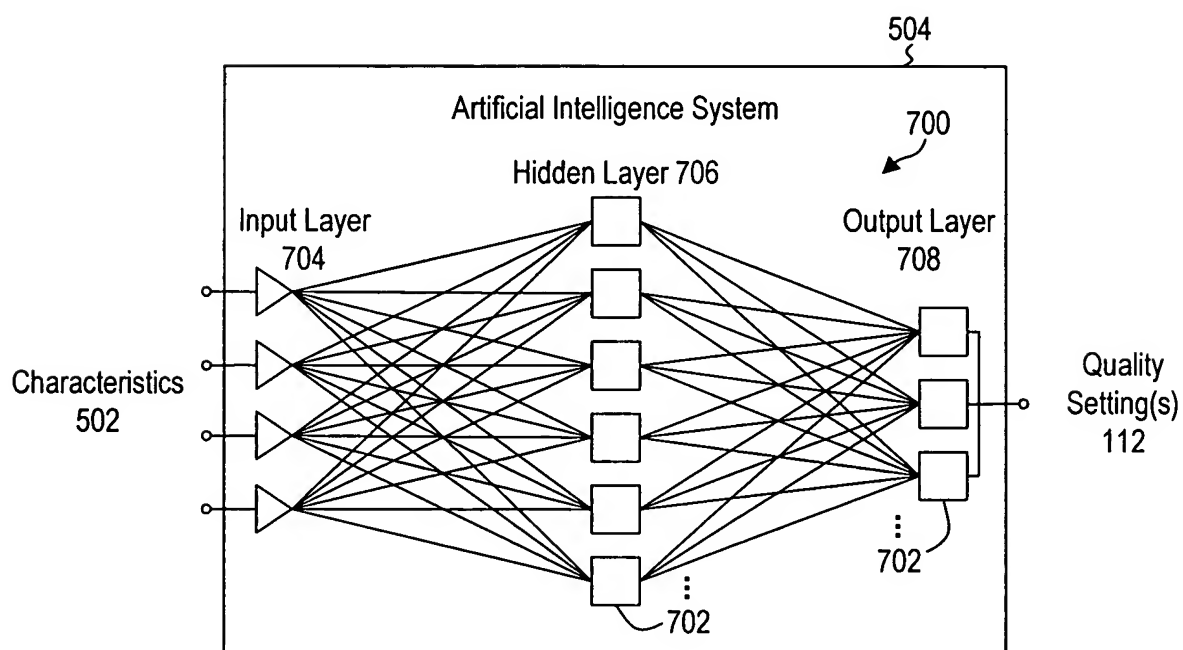 504
Artificial Intelligence System
700
Hidden Layer 706
Input Layer
704
Output Layer
708
Characteristics
502
Quality
Setting(s)
112
702
702